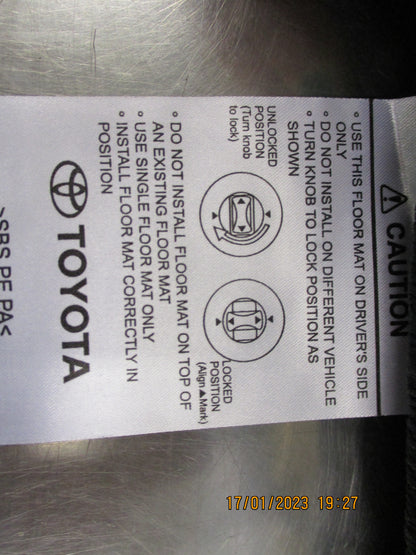 CAUTION
° USE THIS FLOOR MAT ON DRIVER'S SIDE
ONLY
° DO NOT INSTALL ON DIFFERENT VEHICLE
° TURN KNOB TO LOCK POSITION AS
SHOWN
UNLOCKED
POSITION
(Turn knob
to lock)
LOCKED
POSITION
(Align▲Mark)
° DO NOT INSTALL FLOOR MAT ON TOP OF
AN EXISTING FLOOR MAT
° USE SINGLE FLOOR MAT ONLY
° INSTALL FLOOR MAT CORRECTLY IN
POSITION
TOYOTA
>SBS PE PA<
17/01/2023 19:27